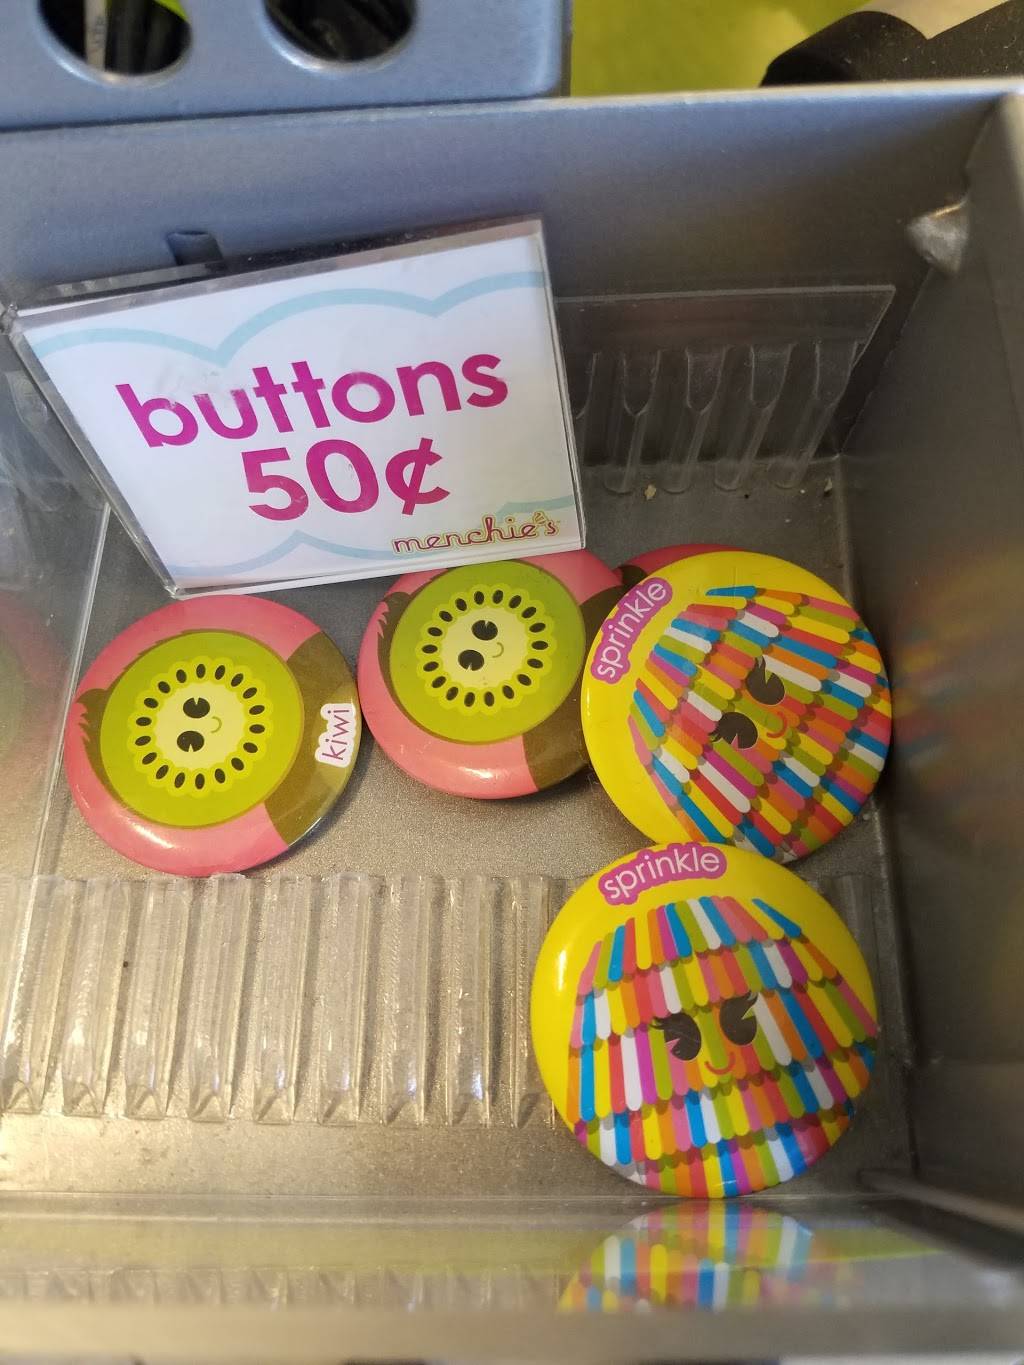 buttons
50¢
menchie's
sprinkle
kiwi
sprinkle